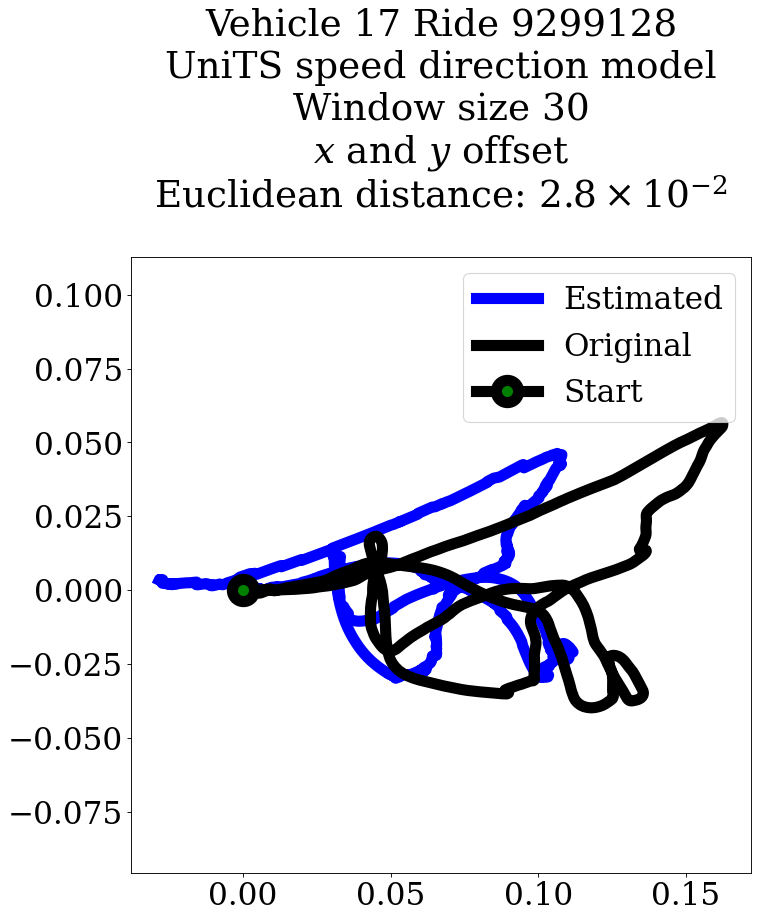 Vehicle 17 Ride 9299128
UniTS speed direction model
Window size 30
x and y offset
Euclidean distance: 2.8 × 10⁻²
Estimated
Original
Start
0.100
0.075
0.050
0.025
0.000
−0.025
−0.050
−0.075
0.00 0.05 0.10 0.15